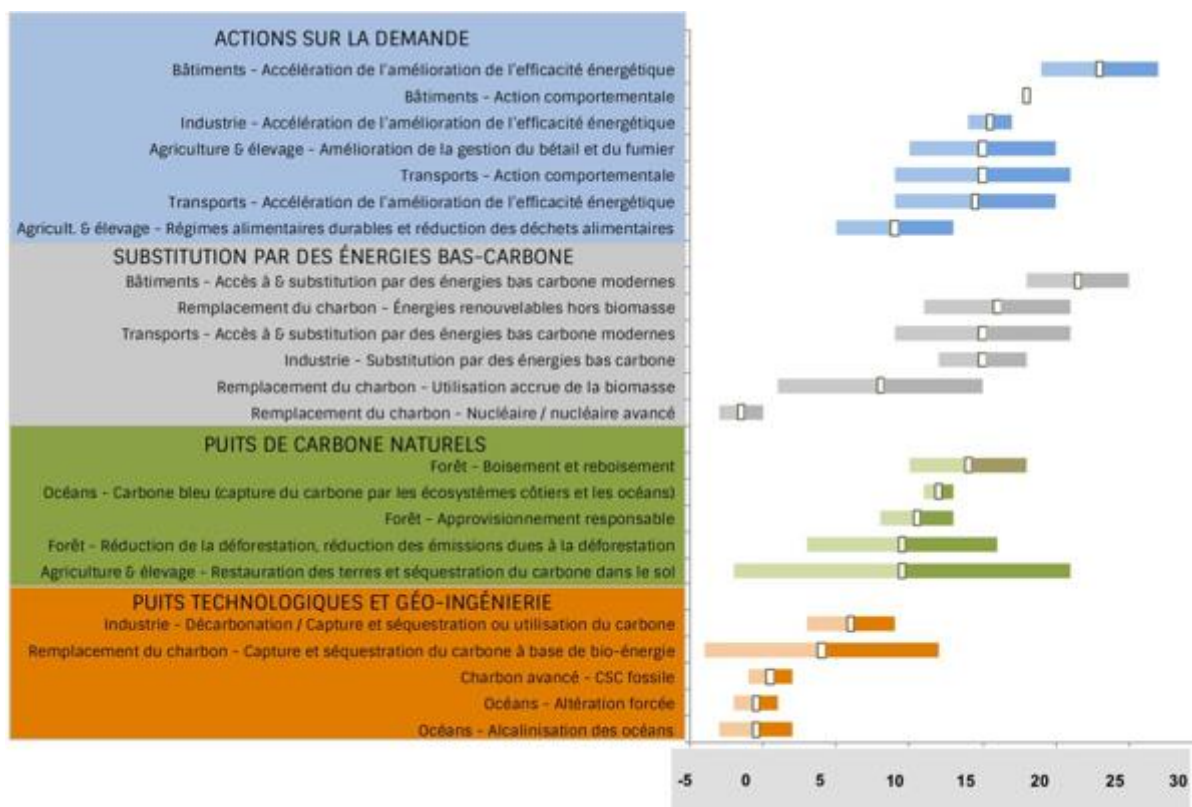 ACTIONS SUR LA DEMANDE
Bâtiments - Accélération de l'amélioration de l'efficacité énergétique
Bâtiments - Action comportementale
Industrie - Accélération de l'amélioration de l'efficacité énergétique
Agriculture & élevage - Amélioration de la gestion du bétail et du fumier
Transports - Action comportementale
Transports - Accélération de l'amélioration de l'efficacité énergétique
Agricult. & élevage - Régimes alimentaires durables et réduction des déchets alimentaires
SUBSTITUTION PAR DES ÉNERGIES BAS-CARBONE
Bâtiments - Accès à & substitution par des énergies bas carbone modernes
Remplacement du charbon - Énergies renouvelables hors biomasse
Transports - Accès à & substitution par des énergies bas carbone modernes
Industrie - Substitution par des énergies bas carbone
Remplacement du charbon - Utilisation accrue de la biomasse
Remplacement du charbon - Nucléaire / nucléaire avancé
PUITS DE CARBONE NATURELS
Forêt - Boisement et reboisement
Océans - Carbone bleu (capture du carbone par les écosystèmes côtiers et les océans)
Forêt - Approvisionnement responsable
Forêt - Réduction de la déforestation, réduction des émissions dues à la déforestation
Agriculture & élevage - Restauration des terres et séquestration du carbone dans le sol
PUITS TECHNOLOGIQUES ET GÉO-INGÉNIERIE
Industrie - Décarbonation / Capture et séquestration ou utilisation du carbone
Remplacement du charbon - Capture et séquestration du carbone à base de bio-énergie
Charbon avancé - CSC fossile
Océans - Altération forcée
Océans - Alcalinisation des océans
-5 0 5 10 15 20 25 30